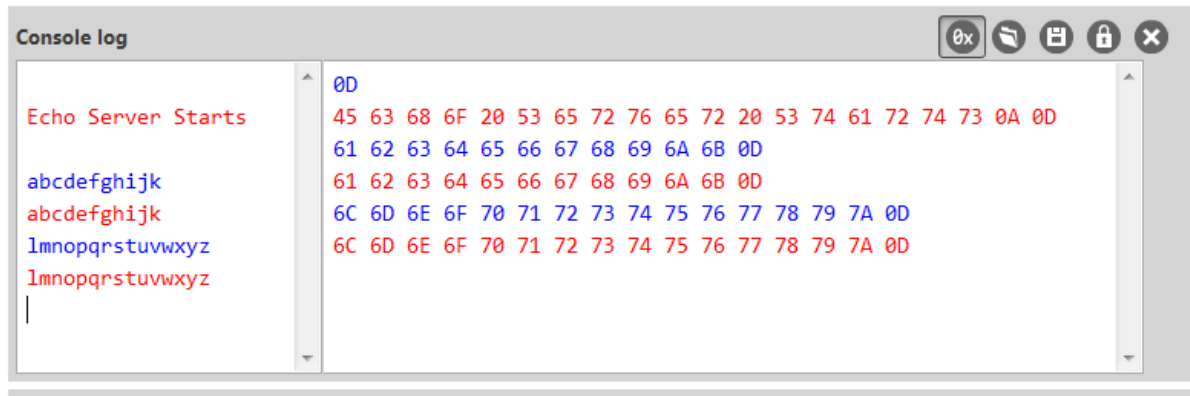 Console log
0x
Echo Server Starts
abcdefghijk
abcdefghijk
lmnopqrstuvwxyz
lmnopqrstuvwxyz
0D
45 63 68 6F 20 53 65 72 76 65 72 20 53 74 61 72 74 73 0A 0D
61 62 63 64 65 66 67 68 69 6A 6B 0D
61 62 63 64 65 66 67 68 69 6A 6B 0D
6C 6D 6E 6F 70 71 72 73 74 75 76 77 78 79 7A 0D
6C 6D 6E 6F 70 71 72 73 74 75 76 77 78 79 7A 0D